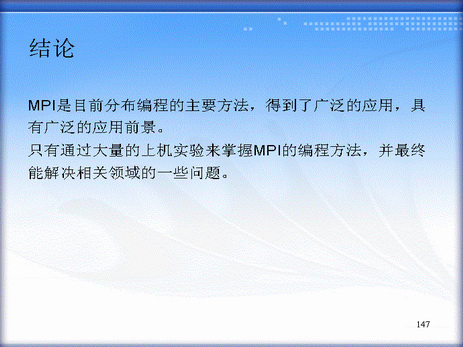 结论
MPI是目前分布编程的主要方法，得到了广泛的应用，具
有广泛的应用前景。
只有通过大量的上机实验来掌握MPI的编程方法，并最终
能解决相关领域的一些问题。
147